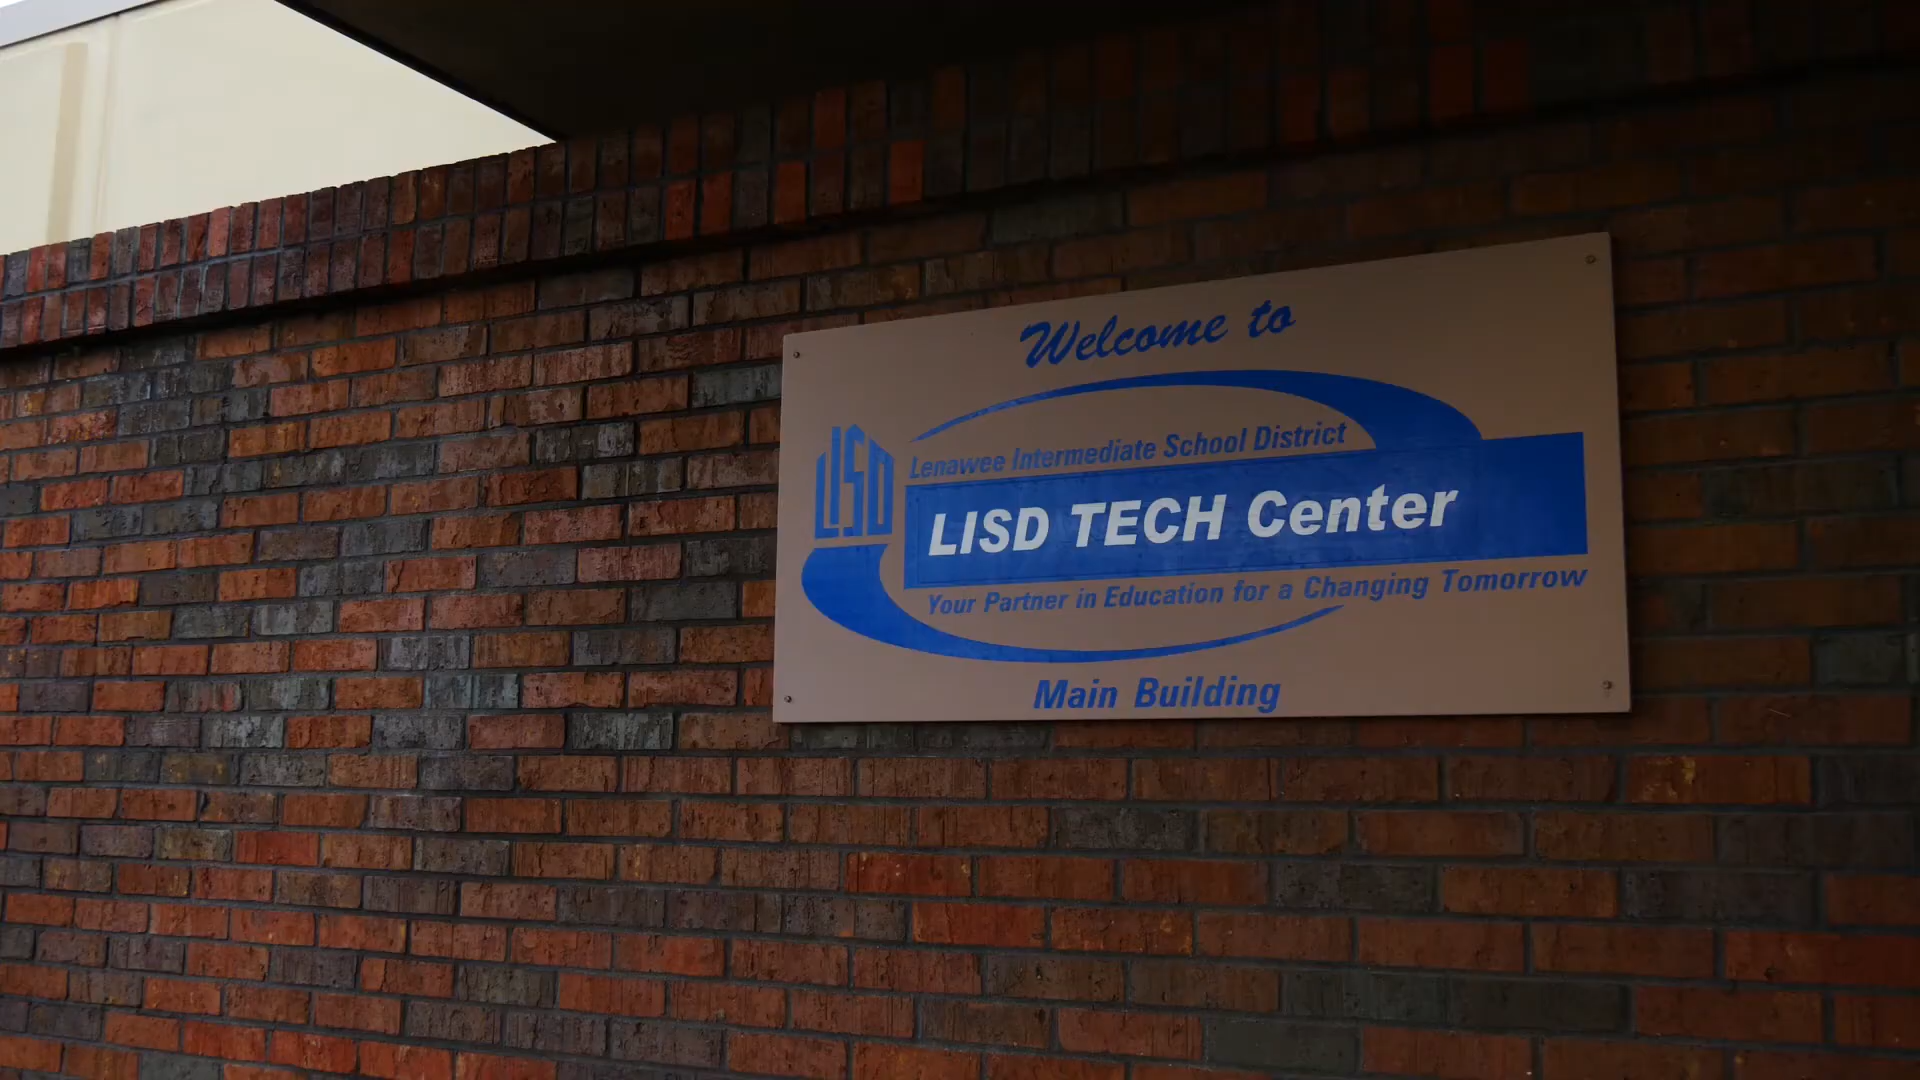 Welcome to
LISD
Lenawee Intermediate School District
LISD TECH Center
Your Partner in Education for a Changing Tomorrow
Main Building